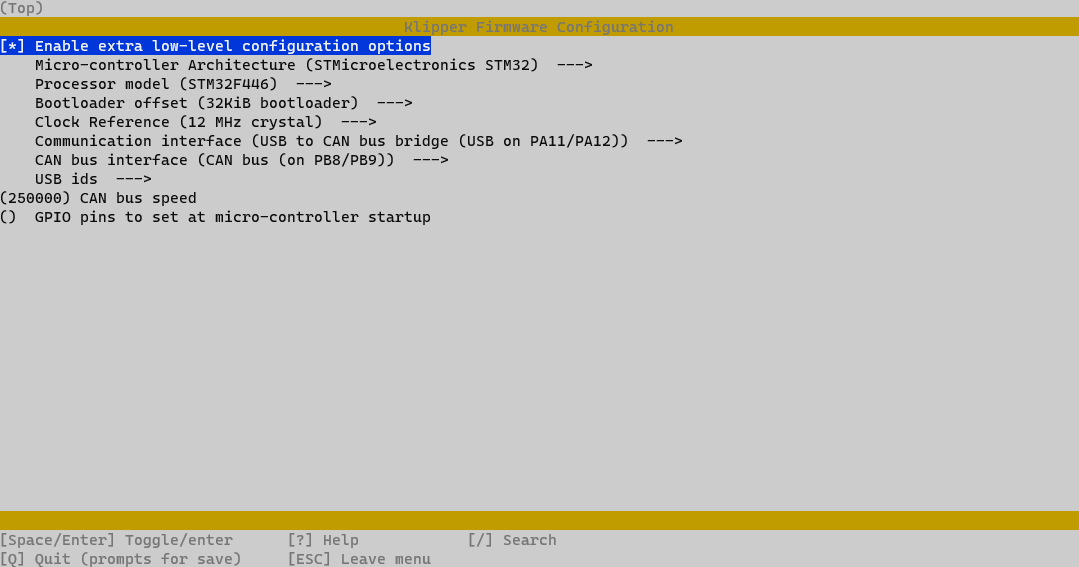 (Top)
Klipper Firmware Configuration
[*] Enable extra low-level configuration options
Micro-controller Architecture (STMicroelectronics STM32)  --->
Processor model (STM32F446)  --->
Bootloader offset (32KiB bootloader)  --->
Clock Reference (12 MHz crystal)  --->
Communication interface (USB to CAN bus bridge (USB on PA11/PA12))  --->
CAN bus interface (CAN bus (on PB8/PB9))  --->
USB ids  --->
(250000) CAN bus speed
()  GPIO pins to set at micro-controller startup
[Space/Enter] Toggle/enter      [?] Help            [/] Search
[Q] Quit (prompts for save)     [ESC] Leave menu